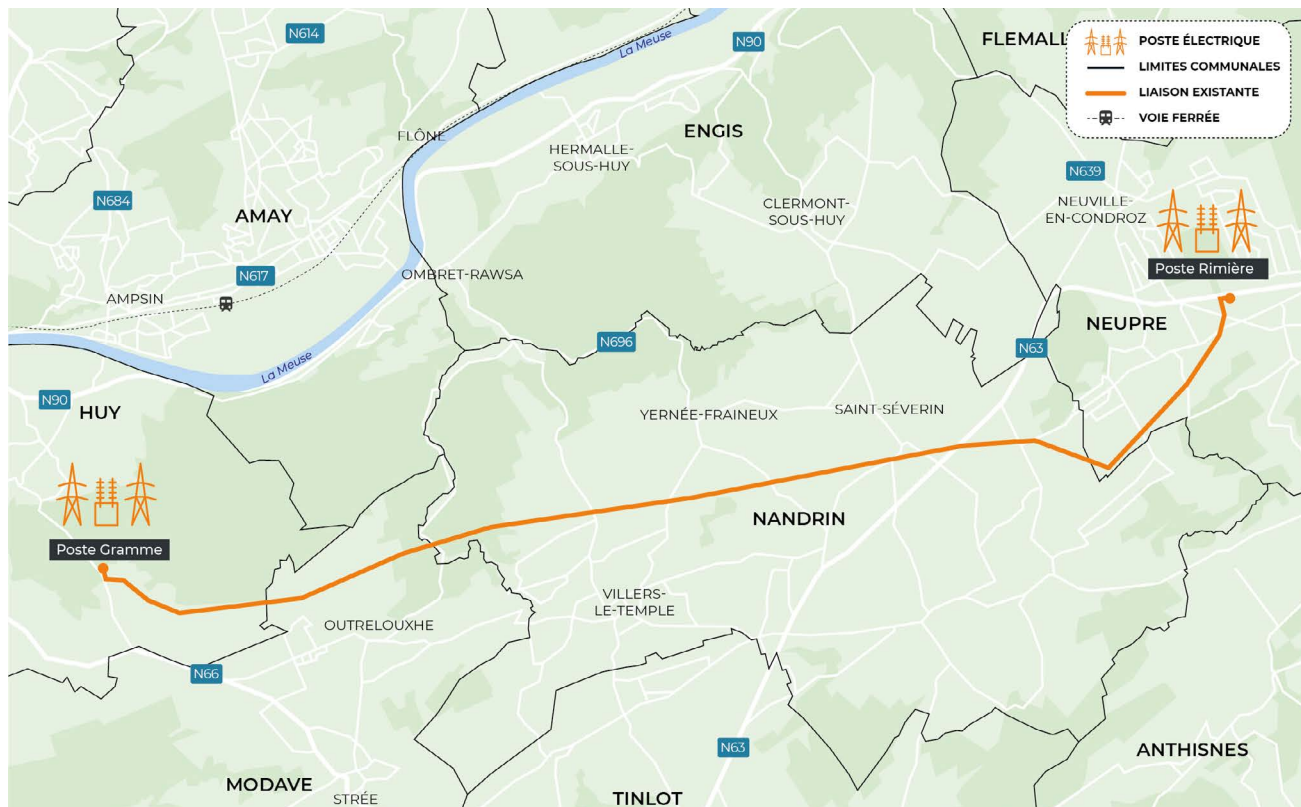 N614
La Meuse
N90
FLEMALL
POSTE ÉLECTRIQUE
LIMITES COMMUNALES
LIAISON EXISTANTE
VOIE FERRÉE
FLÔNE
ENGIS
HERMALLE-
SOUS-HUY
N639
N684
AMAY
CLERMONT-
SOUS-HUY
NEUVILLE-
EN-CONDROZ
Poste Rimière
N617
OMBRET-RAWSA
AMPSIN
NEUPRE
N696
N63
La Meuse
N90
HUY
YERNÉE-FRAINEUX
SAINT-SÉVERIN
NANDRIN
Poste Gramme
VILLERS-
LE-TEMPLE
OUTRELOUXHE
N66
N63
ANTHISNES
MODAVE
STRÉE
TINLOT